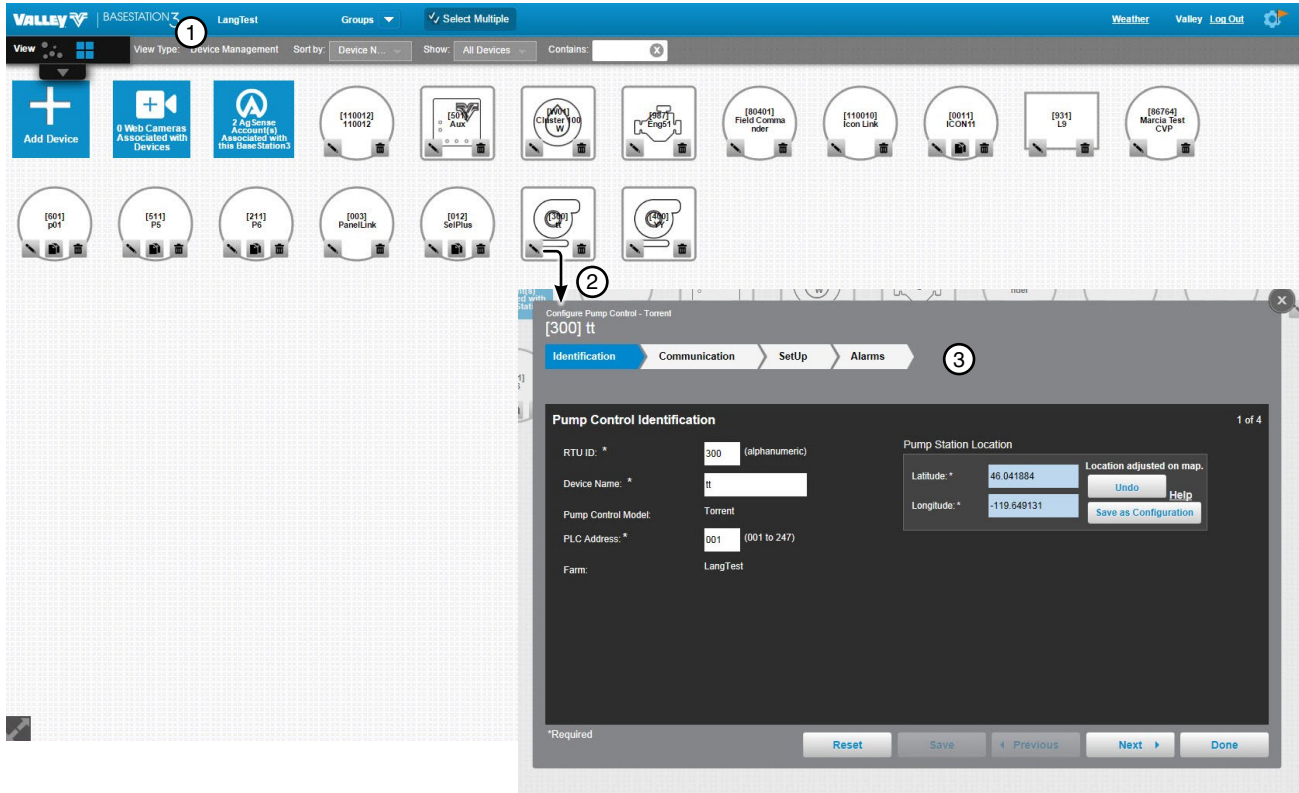 VALLEY BASESTATION3 LangTest Groups Select Multiple Weather Valley Log Out
1
View View Type: Device Management Sort by: Device N... Show: All Devices Contains:
Add Device
0 Web Cameras
Associated with
Devices
2 AgSense
Account(s)
Associated with
this BaseStation3
[110012]
110012
[501]
Aux
[W01]
Cluster 100
W
[987]
Eng51
[80401]
Field Comma
nder
[110010]
Icon Link
[0011]
ICON11
[931]
L9
[86764]
Marcia Test
CVP
[601]
p01
[511]
P5
[211]
P6
[003]
PanelLink
[012]
SelPlus
[300]
tt
[400]
2
Configure Pump Control - Torrent
[300] tt
Identification Communication SetUp Alarms
3
Pump Control Identification 1 of 4
RTU ID: * 300 (alphanumeric)
Device Name: * tt
Pump Control Model: Torrent
PLC Address: * 001 (001 to 247)
Farm: LangTest
Pump Station Location
Latitude: * 46.041884
Longitude: * -119.649131
Location adjusted on map.
Undo
Help
Save as Configuration
*Required
Reset Save Previous Next Done